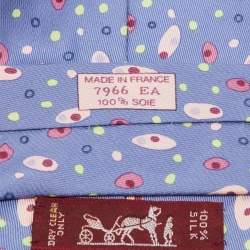 MADE IN FRANCE
7966 EA
100% SOIE
DRY CLEAN
ONLY
100%
SILK